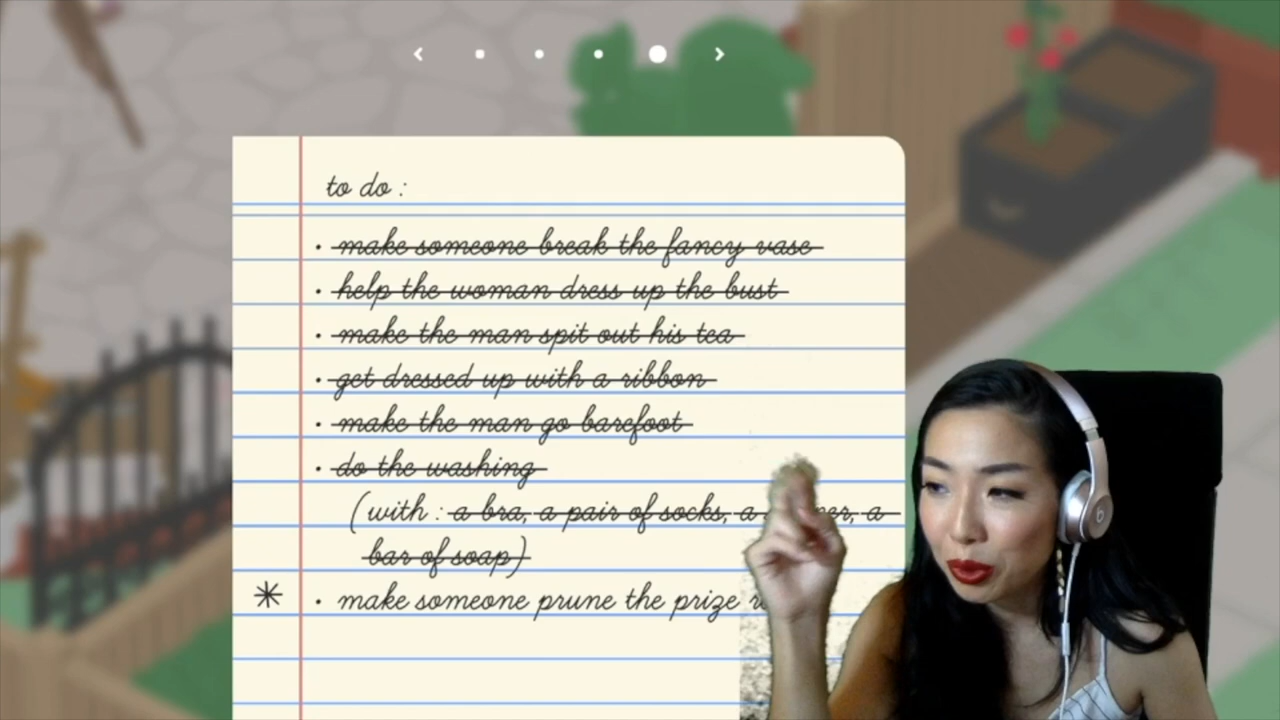 to do :
• make someone break the fancy vase
• help the woman dress up the bust
• make the man spit out his tea
• get dressed up with a ribbon
• make the man go barefoot
• do the washing
(with : a bra, a pair of socks, a
bar of soap)
* • make someone prune the prize